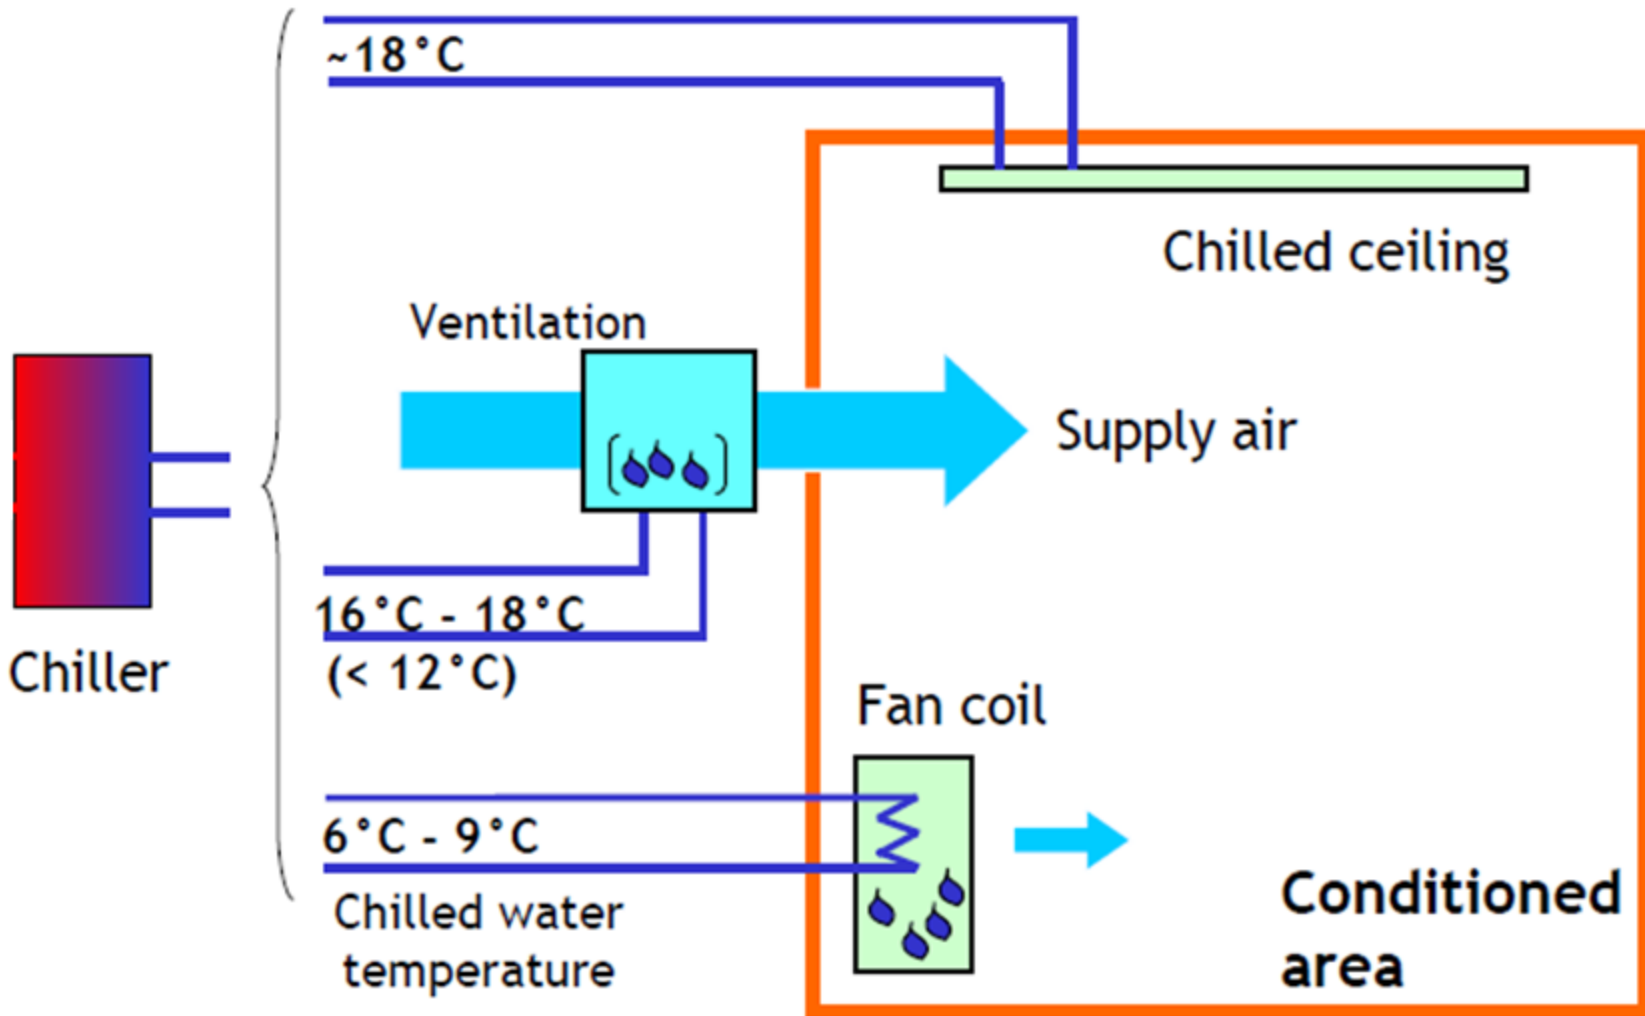 ~18°C
Chilled ceiling
Ventilation
Supply air
16°C - 18°C
(< 12°C)
Chiller
Fan coil
6°C - 9°C
Chilled water
temperature
Conditioned
area